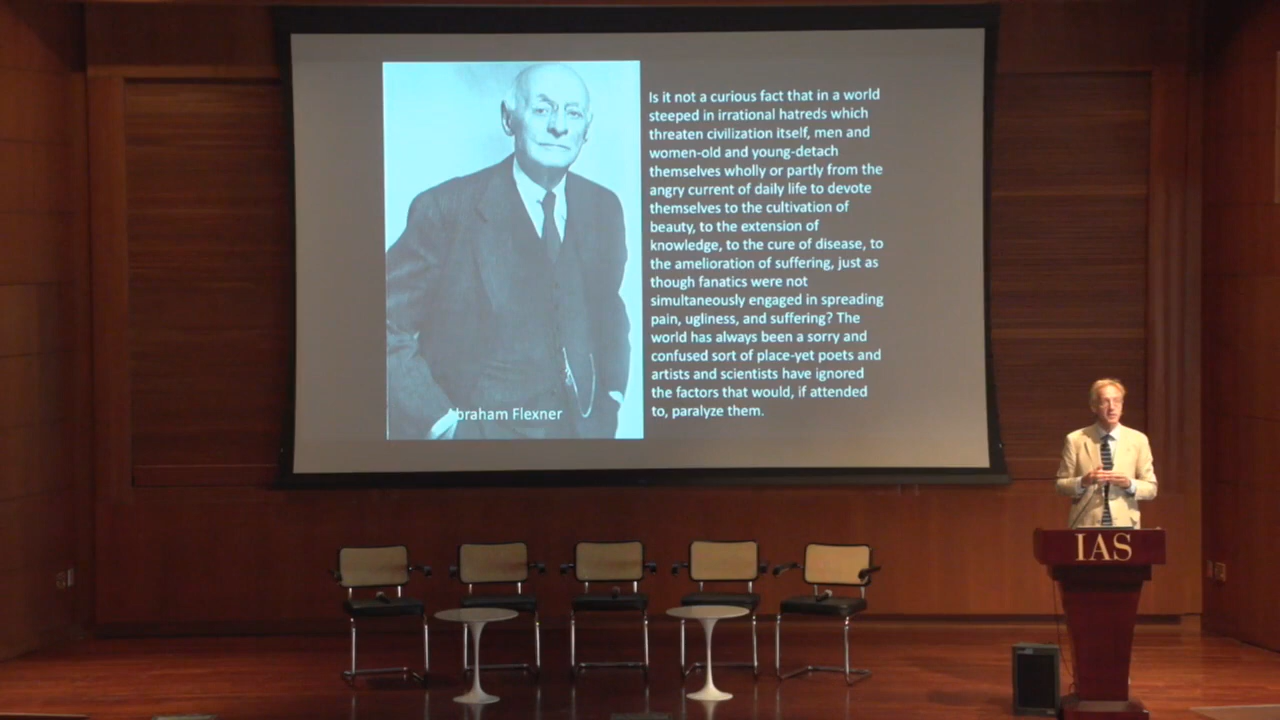 Is it not a curious fact that in a world
steeped in irrational hatreds which
threaten civilization itself, men and
women-old and young-detach
themselves wholly or partly from the
angry current of daily life to devote
themselves to the cultivation of
beauty, to the extension of
knowledge, to the cure of disease, to
the amelioration of suffering, just as
though fanatics were not
simultaneously engaged in spreading
pain, ugliness, and suffering? The
world has always been a sorry and
confused sort of place-yet poets and
artists and scientists have ignored
the factors that would, if attended
to, paralyze them.
Abraham Flexner
IAS